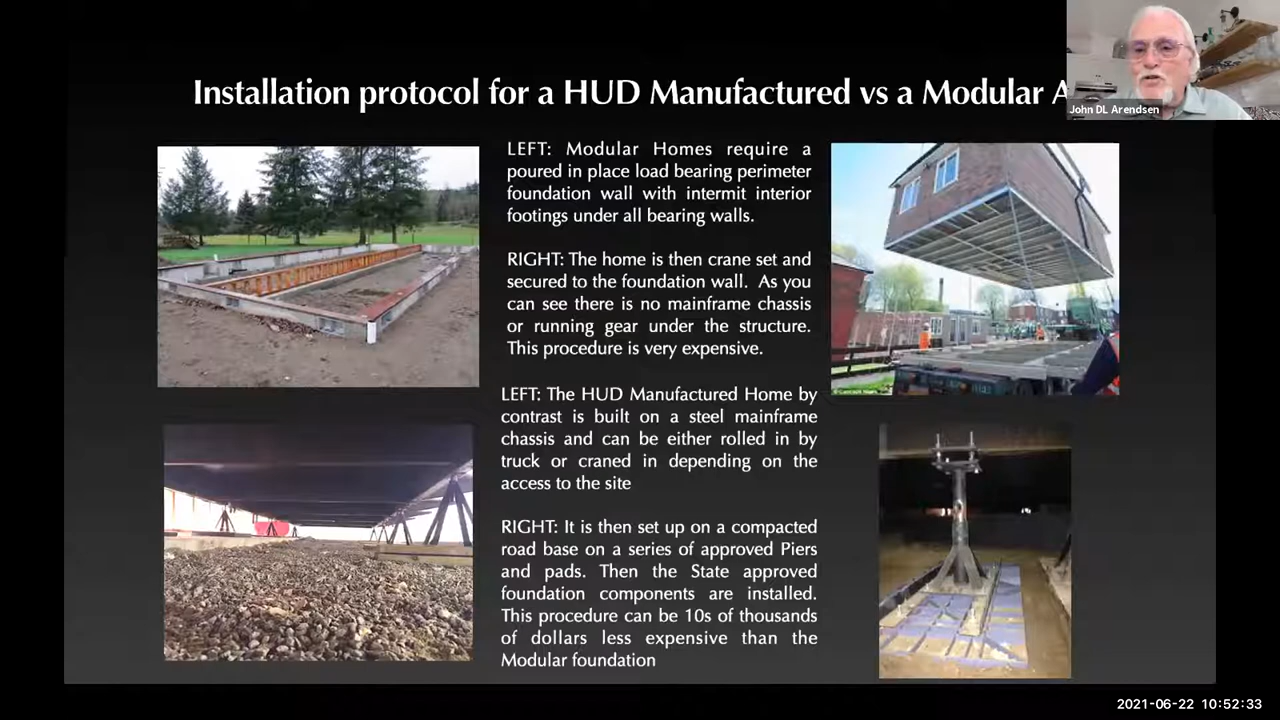 Installation protocol for a HUD Manufactured vs a Modular A
John DL Arendsen
LEFT: Modular Homes require a
poured in place load bearing perimeter
foundation wall with intermit interior
footings under all bearing walls.
RIGHT: The home is then crane set and
secured to the foundation wall. As you
can see there is no mainframe chassis
or running gear under the structure.
This procedure is very expensive.
LEFT: The HUD Manufactured Home by
contrast is built on a steel mainframe
chassis and can be either rolled in by
truck or craned in depending on the
access to the site
RIGHT: It is then set up on a compacted
road base on a series of approved Piers
and pads. Then the State approved
foundation components are installed.
This procedure can be 10s of thousands
of dollars less expensive than the
Modular foundation
2021-06-22 10:52:33